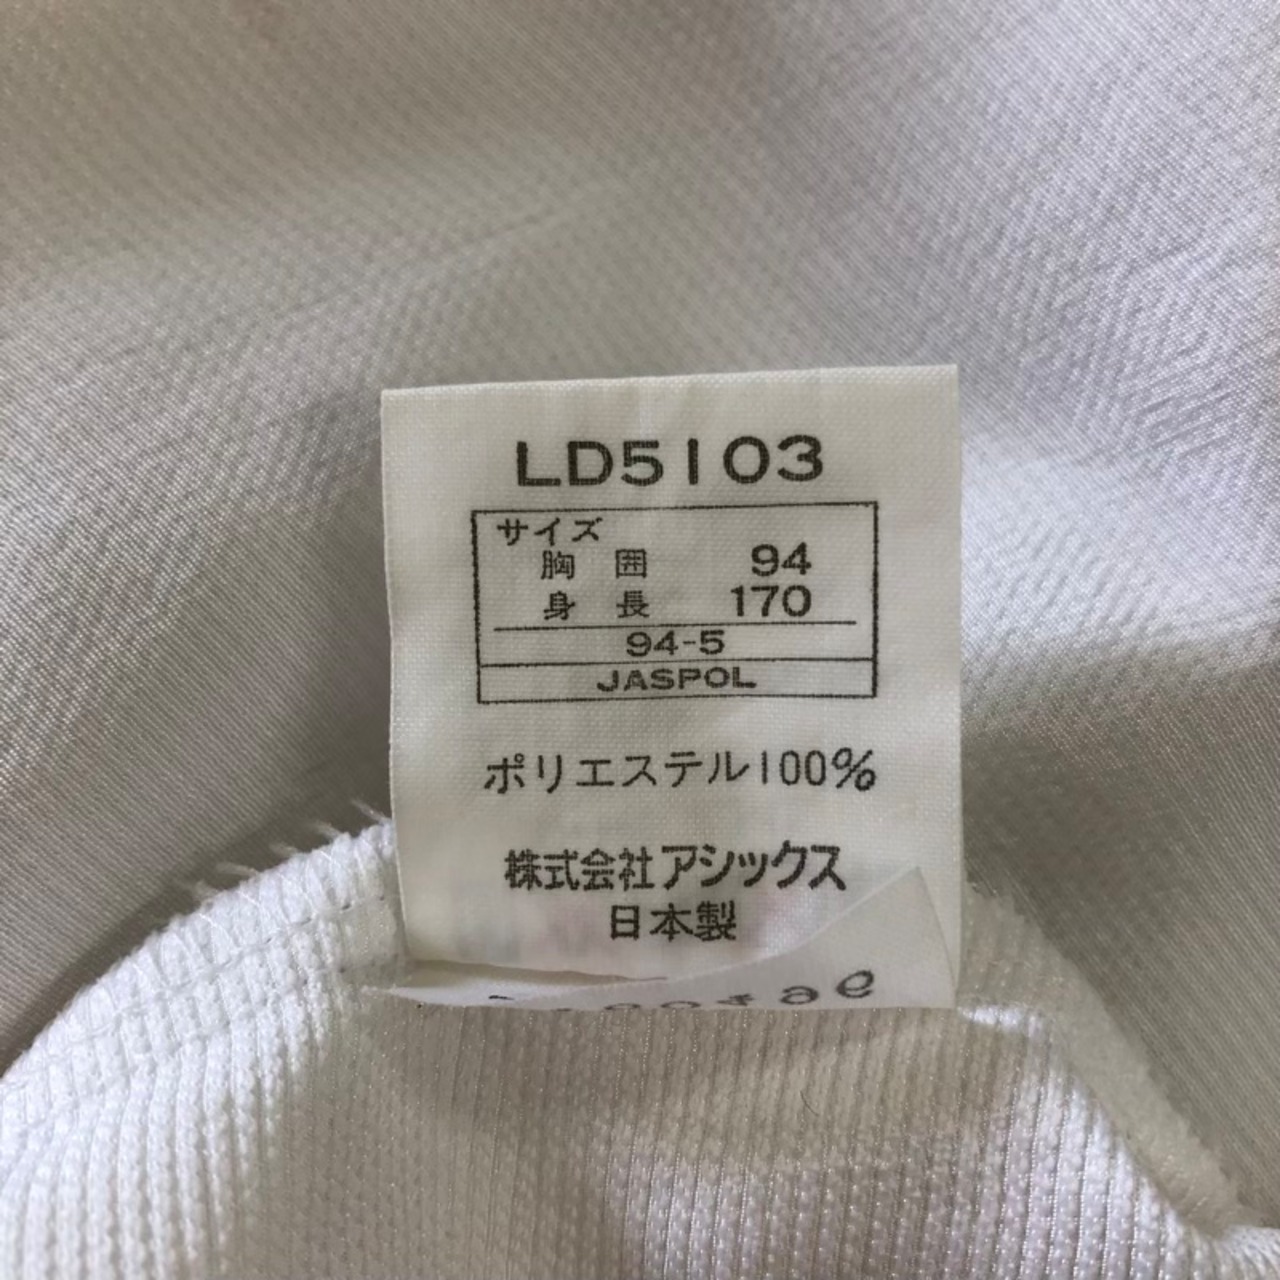 LD5103
サイズ
胸 囲 94
身 長 170
94-5
JASPOL
ポリエステル100%
株式会社アシックス
日本製